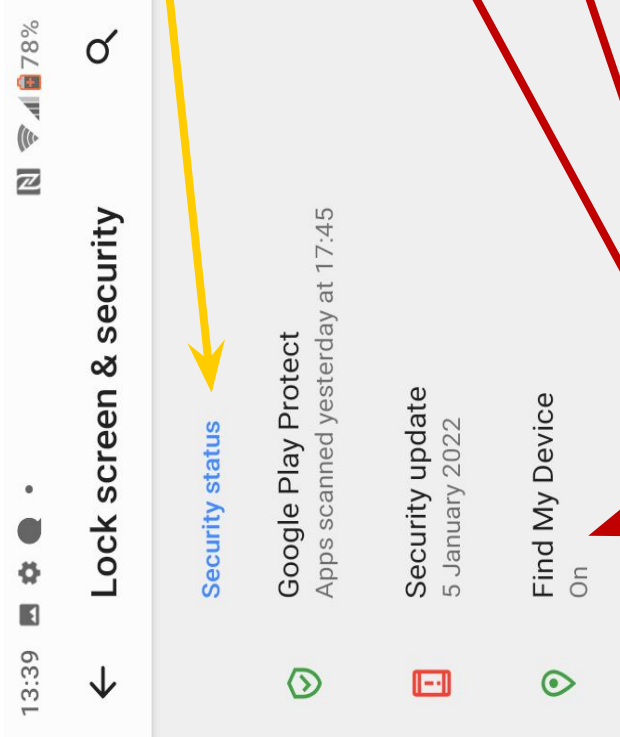 13:39
78%
Lock screen & security
Security status
Google Play Protect
Apps scanned yesterday at 17:45
Security update
5 January 2022
Find My Device
On